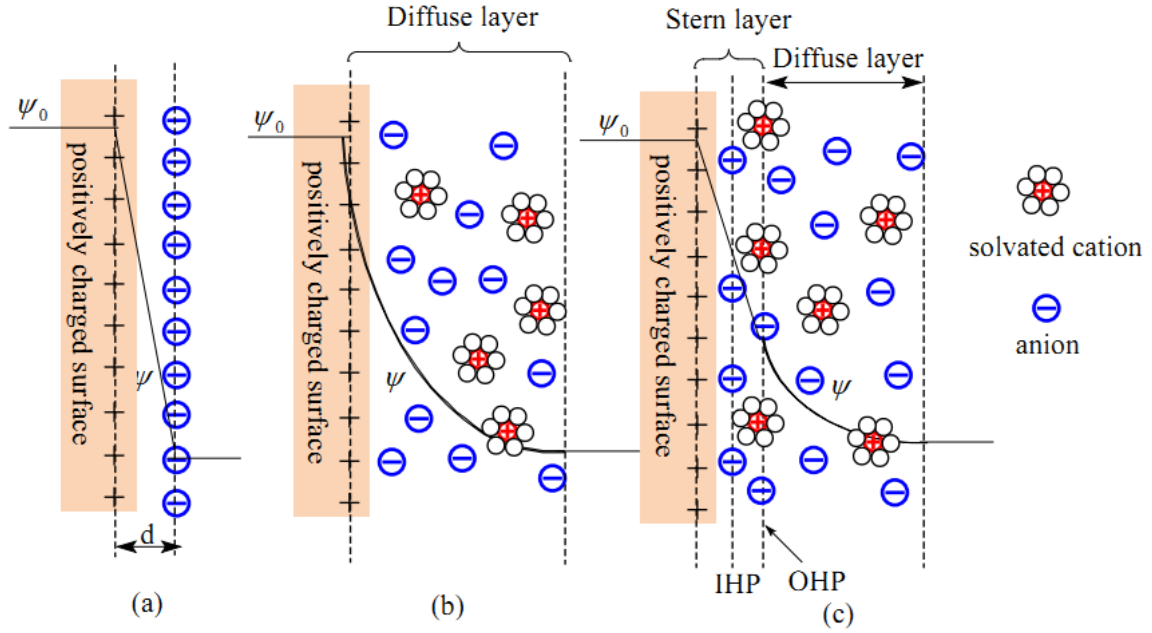 Diffuse layer
Stern layer
Diffuse layer
ψ₀
ψ₀
ψ₀
positively charged surface
positively charged surface
positively charged surface
ψ
ψ
ψ
solvated cation
anion
d
IHP
OHP
(a)
(b)
(c)